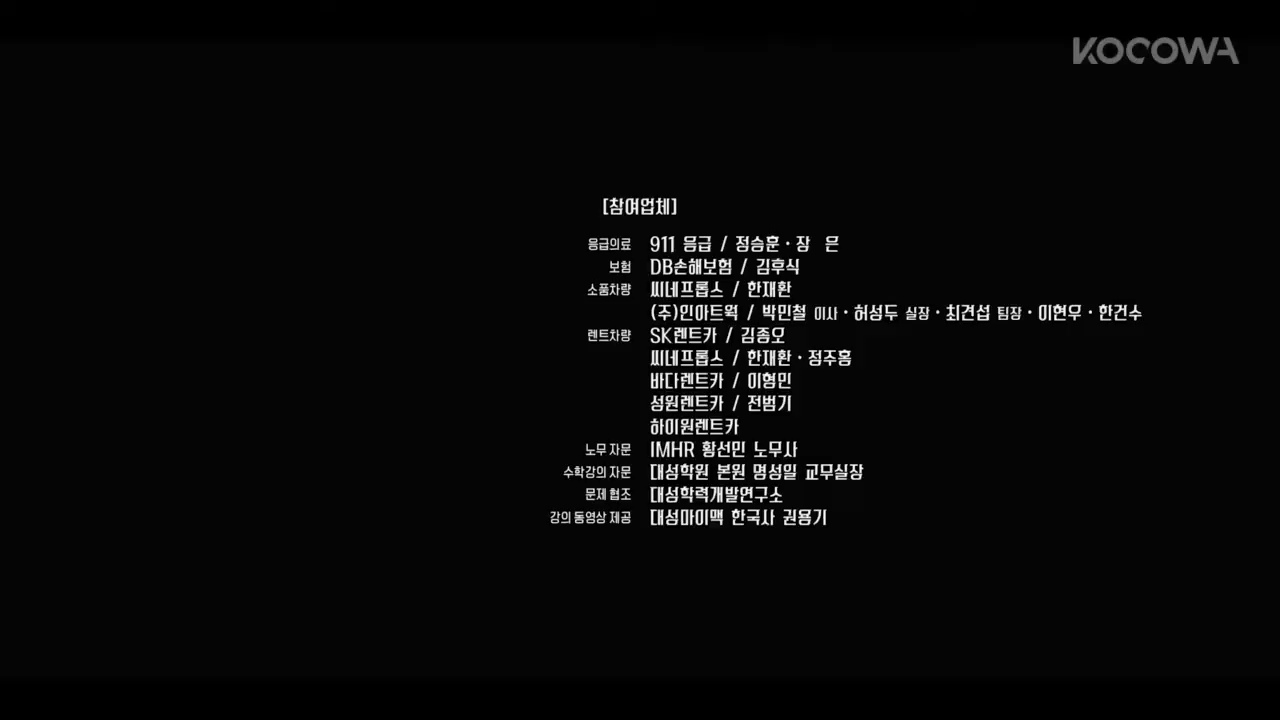 KOCOWA
[참여업체]
응급의료 911 응급 / 정승훈 · 장 은
보험 DB손해보험 / 김후식
소품차량 씨네프롭스 / 한재환
(주)인아트웍 / 박민철 이사 · 허성두 실장 · 최견섭 팀장 · 이현우 · 한건수
렌트차량 SK렌트카 / 김종모
씨네프롭스 / 한재환 · 정주홈
바다렌트카 / 이형민
성원렌트카 / 전범기
하이원렌트카
노무 자문 IMHR 황선민 노무사
수학강의 자문 대성학원 본원 명성일 교무실장
문제 협조 대성학력개발연구소
강의 동영상 제공 대성마이맥 한국사 권용기